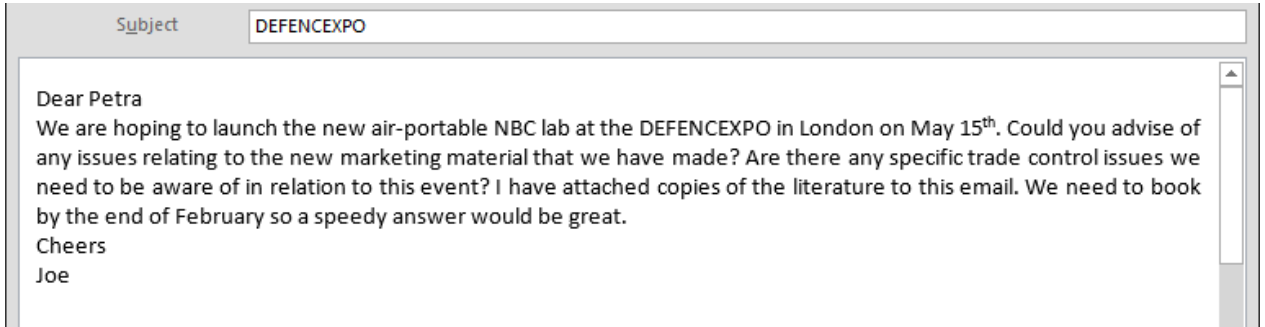 Subject DEFENCEXPO
Dear Petra
We are hoping to launch the new air-portable NBC lab at the DEFENCEXPO in London on May 15th. Could you advise of
any issues relating to the new marketing material that we have made? Are there any specific trade control issues we
need to be aware of in relation to this event? I have attached copies of the literature to this email. We need to book
by the end of February so a speedy answer would be great.
Cheers
Joe